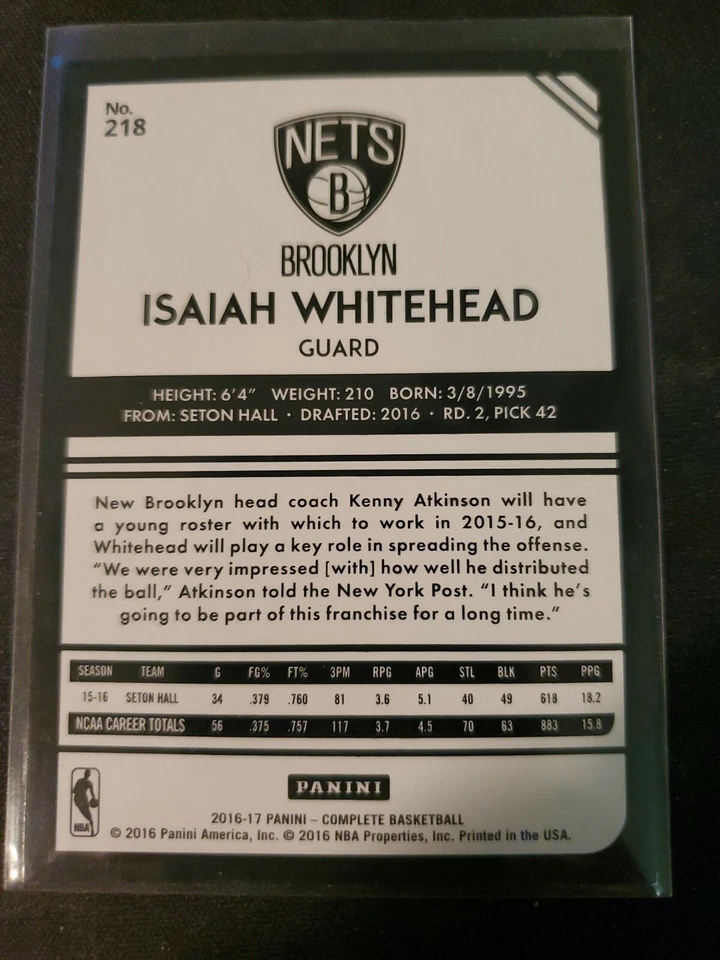 No.
218
NETS
B
BROOKLYN
ISAIAH WHITEHEAD
GUARD
HEIGHT: 6'4" WEIGHT: 210 BORN: 3/8/1995
FROM: SETON HALL · DRAFTED: 2016 · RD. 2, PICK 42
New Brooklyn head coach Kenny Atkinson will have
a young roster with which to work in 2015-16, and
Whitehead will play a key role in spreading the offense.
"We were very impressed [with] how well he distributed
the ball," Atkinson told the New York Post. "I think he's
going to be part of this franchise for a long time."
SEASON TEAM G FG% FT% 3PM RPG APG STL BLK PTS PPG
15-16 SETON HALL 34 .379 .760 81 3.6 5.1 40 49 618 18.2
NCAA CAREER TOTALS 56 .375 .757 117 3.7 4.5 70 63 883 15.8
PANINI
NBA
2016-17 PANINI – COMPLETE BASKETBALL
© 2016 Panini America, Inc. © 2016 NBA Properties, Inc. Printed in the USA.